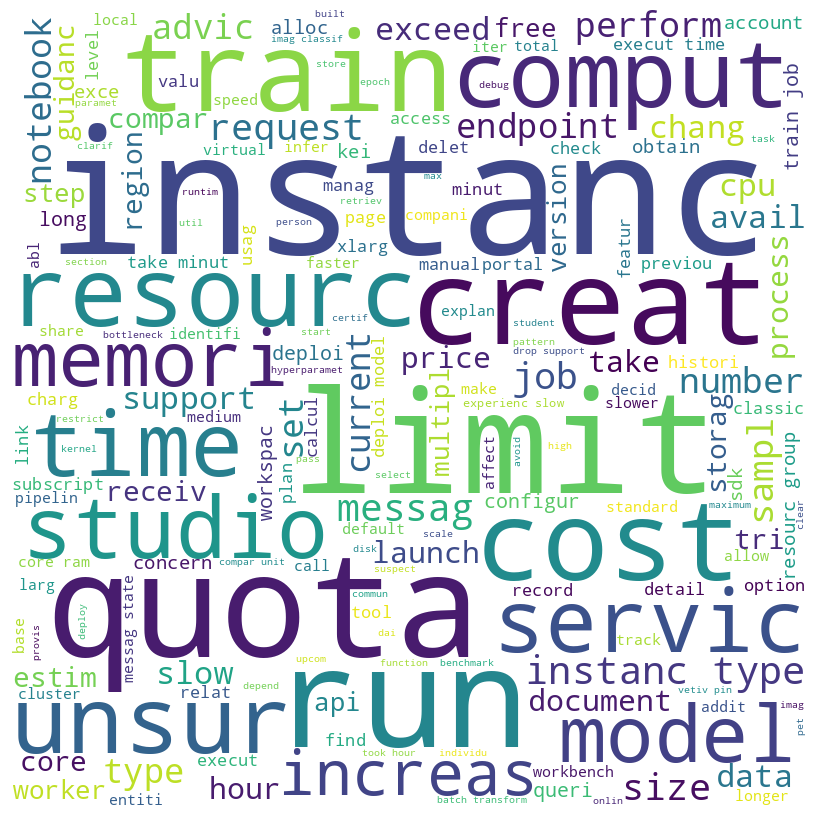 built
local
advic
alloc
imag classif
exceed
free
perform
account
train
comput
iter
total
execut time
notebook
guidanc
level
exce
store
valu
epoch
debug
paramet
speed
compar
request
access
endpoint
chang
train job
clarif
virtual
infer
kei
delet
check
obtain
task
step
region
runtim
manag
max
minut
version
cpu
retriev
instanc
long
util
person
page
compani
avail
abl
section
take minut
usag
faster
xlarg
manual
portal
featur
previou
process
resourc
creat
certif
explan
share
bottleneck
identifi
start
student
pattern
memori
deploi
hyperparamet
current
price
drop support
take
histori
job
number
charg
medium
support
set
calcul
deploi model
multipl
make
experienc slow
decid
slower
classic
link
restrict
time
limit
affect
avoid
high
storag
sampl
kernel
pass
select
workspac
plan
subscript
pipelin
receiv
messag
configur
standard
sdk
resourc group
maximum
clear
studio
default
scale
cost
tri
core ram
compar unit
disk
concern
call
launch
allow
larg
suspect
record
detail
option
base
deploy
messag state
quota
commun
tool
servic
provis
dai
track
estim
slow
upcom
function
benchmark
instanc type
cluster
relat
depend
run
document
vetiv pin
imag
unsur
api
addit
model
pet
find
core
execut
took hour
individu
type
increas
workbench
data
worker
hour
queri
size
longer
entiti
batch transform
onlin